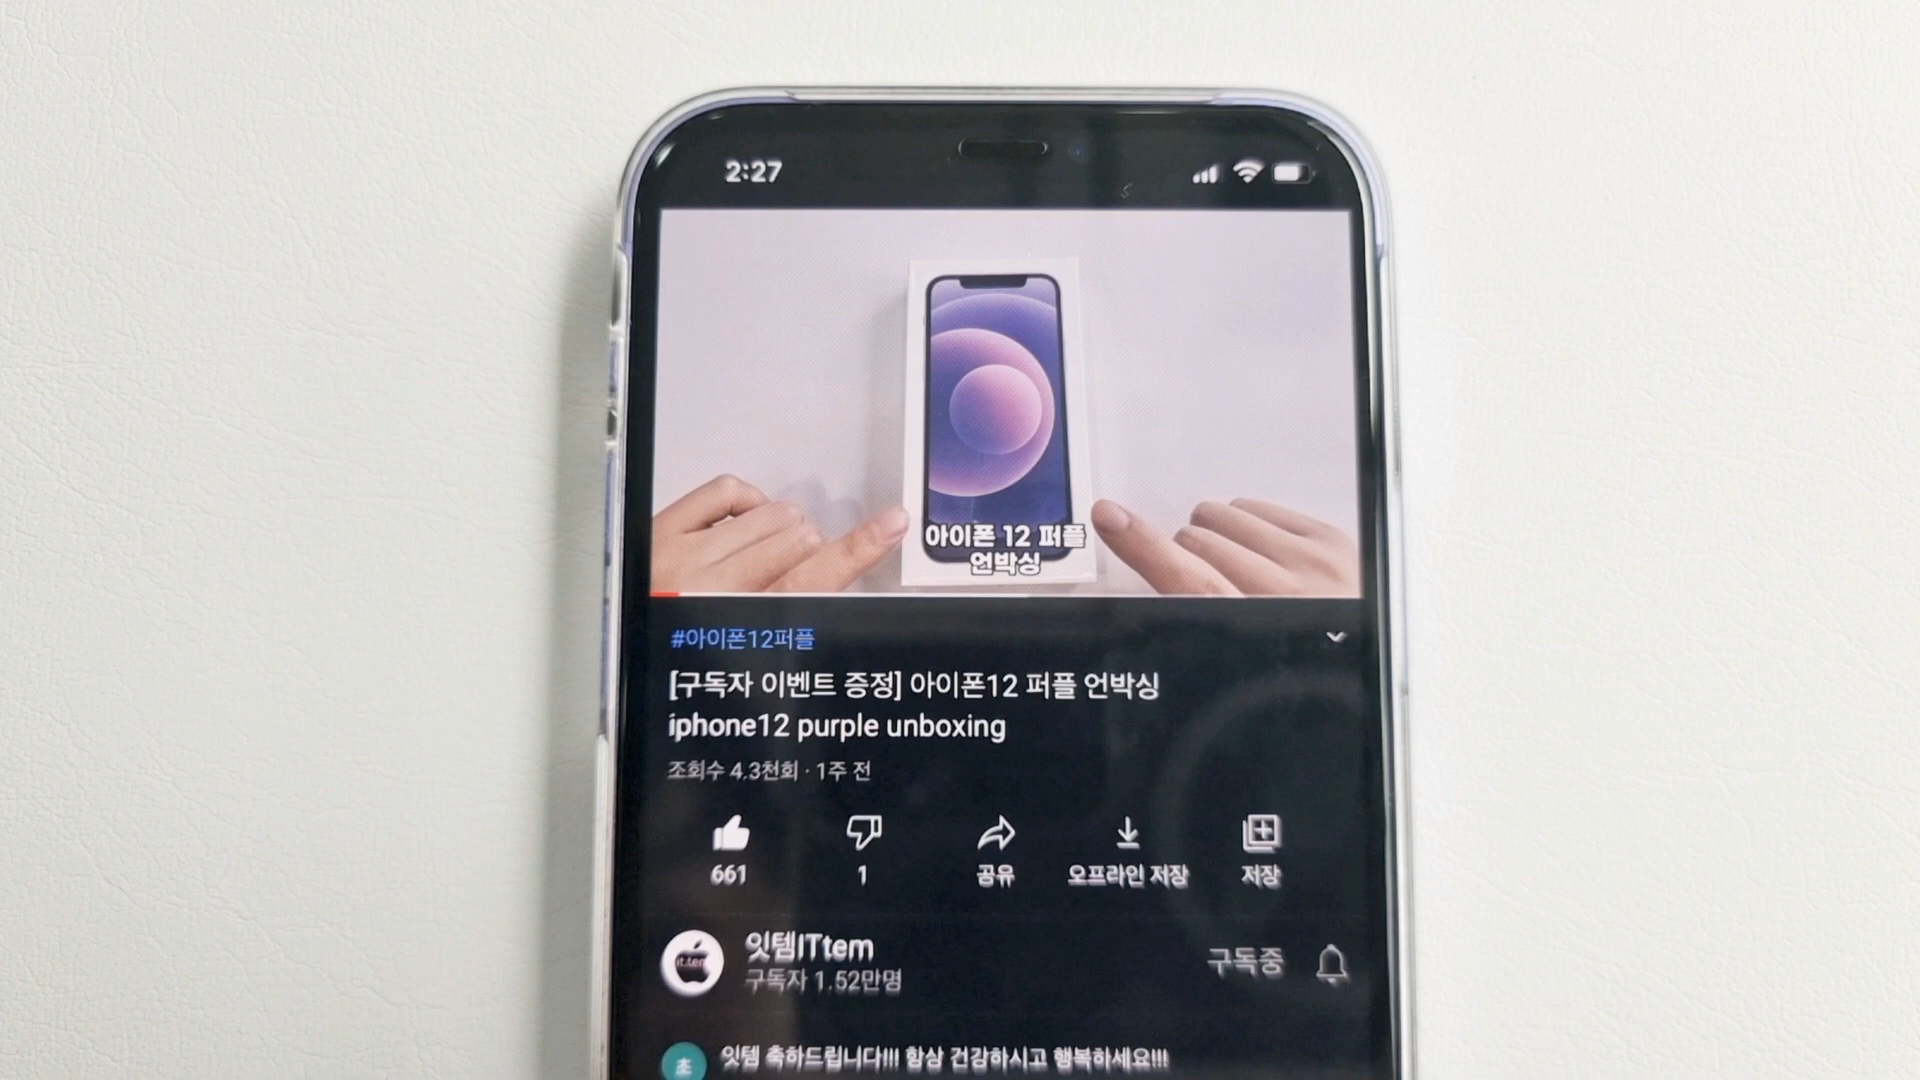 2:27
아이폰 12 퍼플
언박싱
#아이폰12퍼플
[구독자 이벤트 증정] 아이폰12 퍼플 언박싱
iphone12 purple unboxing
조회수 4.3천회 · 1주 전
661
1
공유
오프라인 저장
저장
it.tem
잇템ITtem
구독자 1.52만명
구독중
초
잇템 축하드립니다!!! 항상 건강하시고 행복하세요!!!